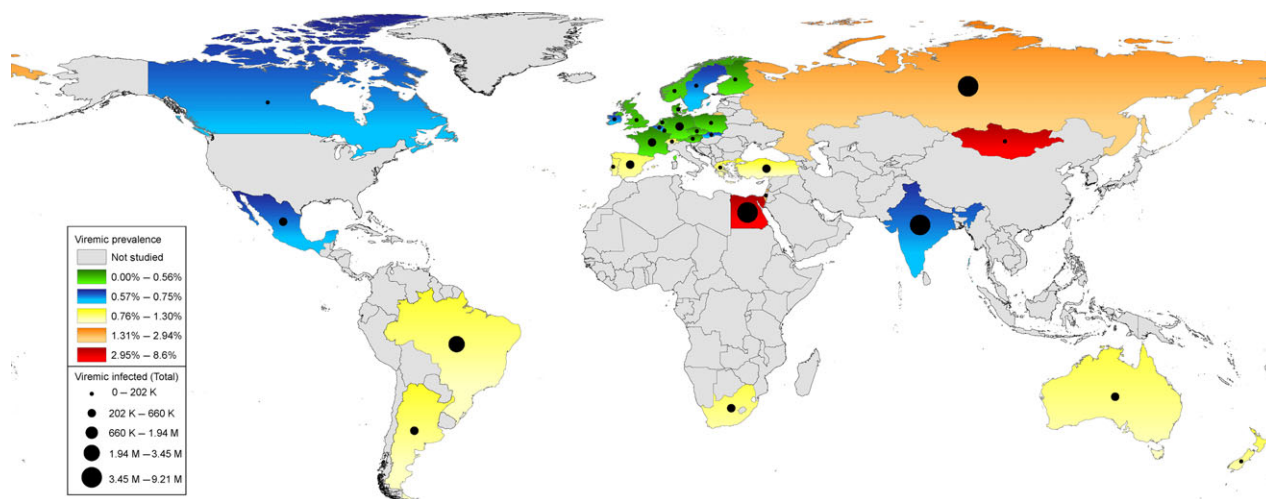 Viremic prevalence
Not studied
0.00% – 0.56%
0.57% – 0.75%
0.76% – 1.30%
1.31% – 2.94%
2.95% – 8.6%
Viremic infected (Total)
0 – 202 K
202 K – 660 K
660 K – 1.94 M
1.94 M – 3.45 M
3.45 M – 9.21 M